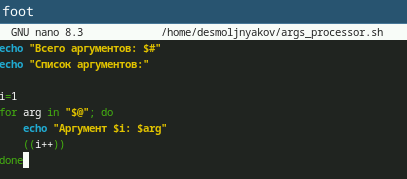 foot
GNU nano 8.3 /home/desmoljnyakov/args_processor.sh
echo "Всего аргументов: $#"
echo "Список аргументов:"
i=1
for arg in "$@"; do
echo "Аргумент $i: $arg"
((i++))
done